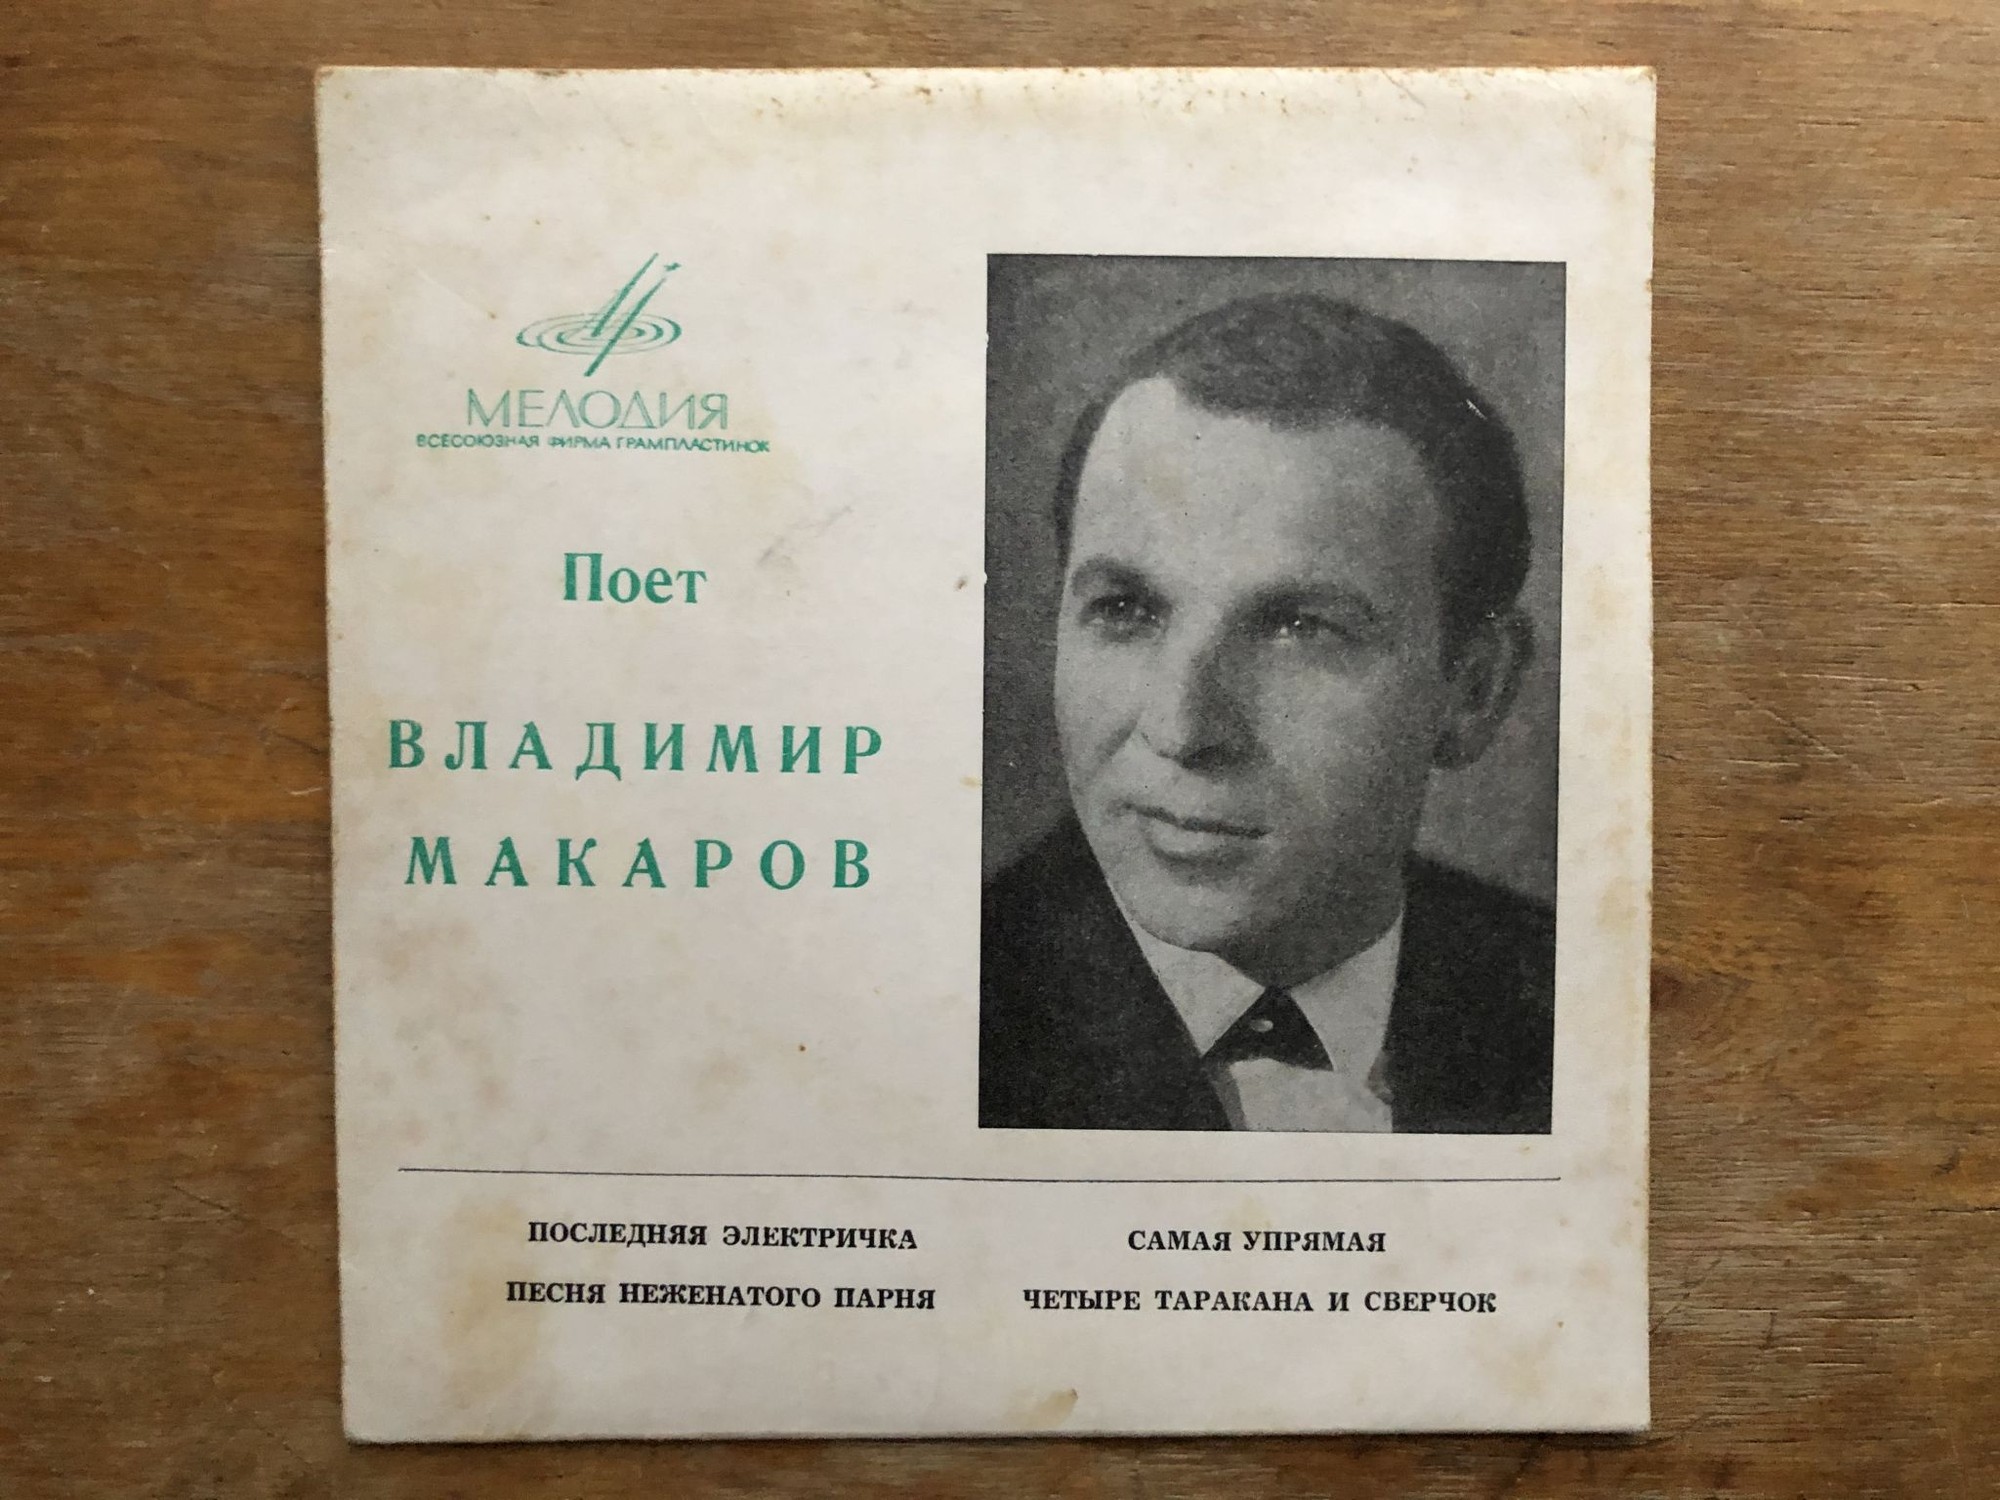 МЕЛОДИЯ
ВСЕСОЮЗНАЯ ФИРМА ГРАМПЛАСТИНОК
Поет
ВЛАДИМИР
МАКАРОВ
ПОСЛЕДНЯЯ ЭЛЕКТРИЧКА
ПЕСНЯ НЕЖЕНАТОГО ПАРНЯ
САМАЯ УПРЯМАЯ
ЧЕТЫРЕ ТАРАКАНА И СВЕРЧОК